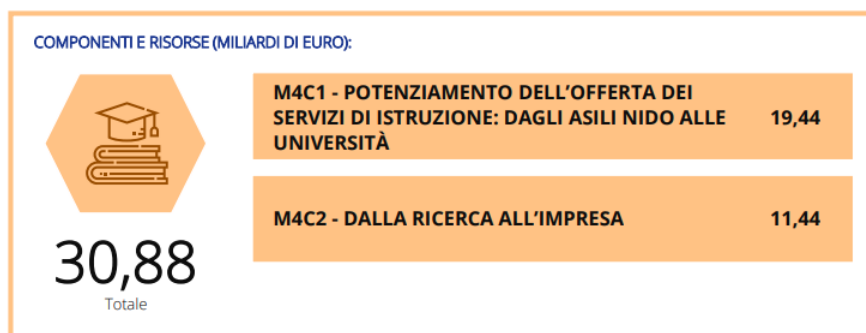 COMPONENTI E RISORSE (MILIARDI DI EURO):
M4C1 - POTENZIAMENTO DELL'OFFERTA DEI
SERVIZI DI ISTRUZIONE: DAGLI ASILI NIDO ALLE
UNIVERSITÀ
19,44
M4C2 - DALLA RICERCA ALL'IMPRESA
11,44
30,88
Totale